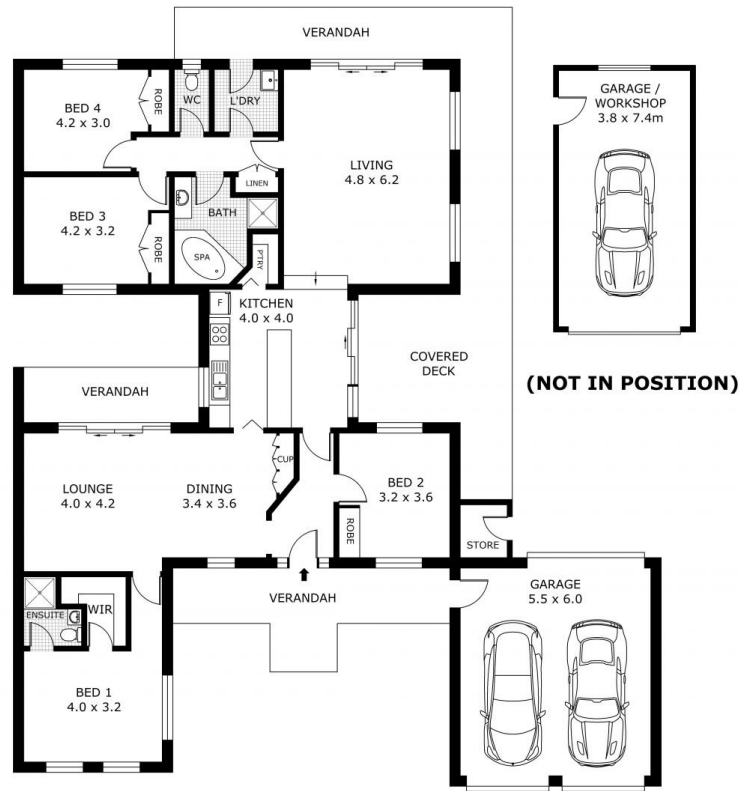 VERANDAH
BED 4
4.2 x 3.0
ROBE
WC
L'DRY
LIVING
4.8 x 6.2
GARAGE /
WORKSHOP
3.8 x 7.4m
LINEN
BED 3
4.2 x 3.2
ROBE
BATH
SPA
PTRY
F
KITCHEN
4.0 x 4.0
COVERED
DECK
(NOT IN POSITION)
VERANDAH
LOUNGE
4.0 x 4.2
DINING
3.4 x 3.6
CUP
BED 2
3.2 x 3.6
ROBE
STORE
VERANDAH
GARAGE
5.5 x 6.0
ENSUITE
WIR
BED 1
4.0 x 3.2